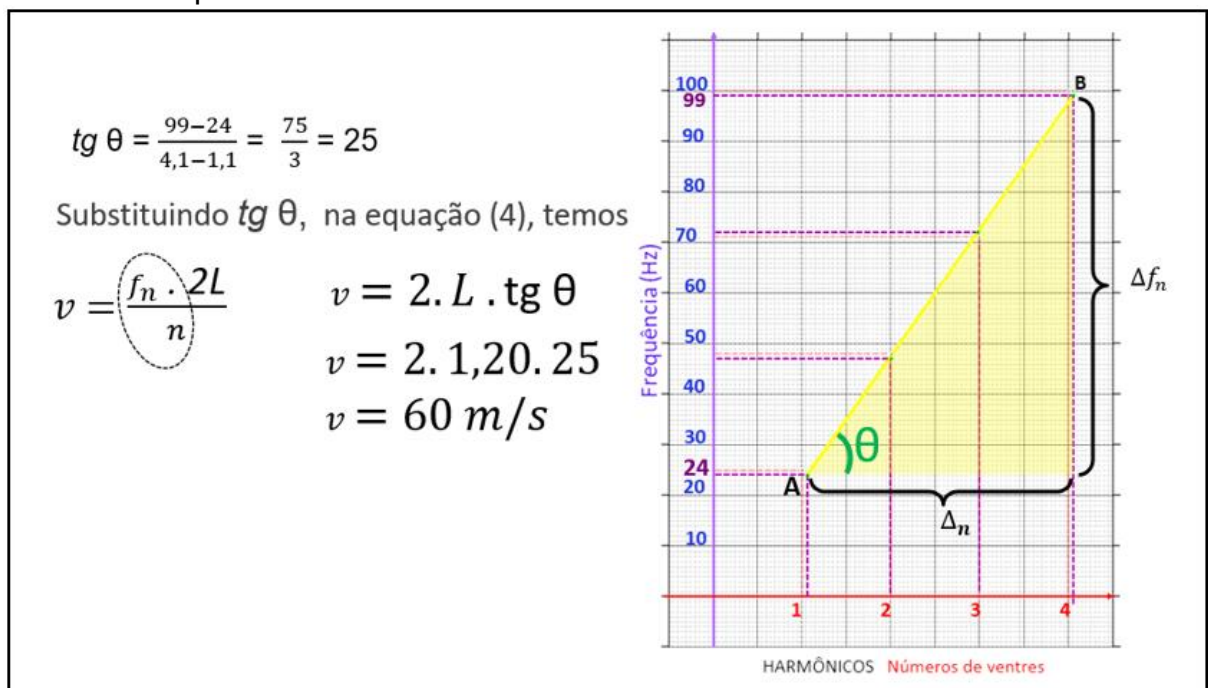 tg θ = (99−24)/(4,1−1,1) = 75/3 = 25
Substituindo tg θ, na equação (4), temos
v = (fₙ . 2L)/n
v = 2. L . tg θ
v = 2. 1,20. 25
v = 60 m/s
Frequência (Hz)
100
99
90
80
70
60
50
40
30
24
20
10
B
A
θ
Δfₙ
Δₙ
1 2 3 4
HARMÔNICOS Números de ventres